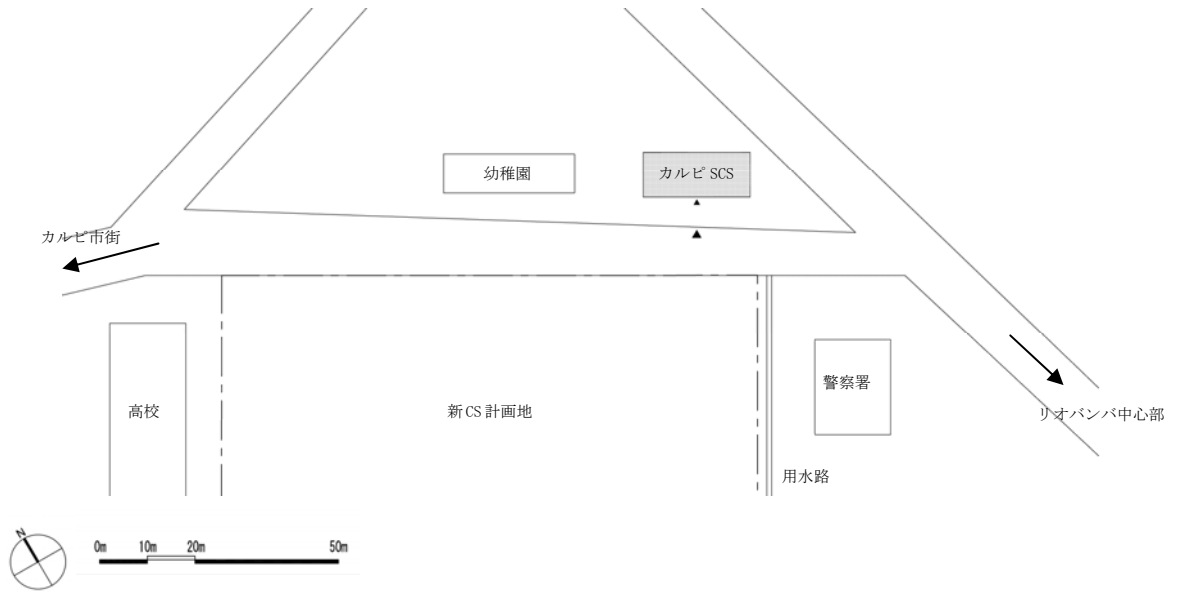 幼稚園
カルピ SCS
カルピ市街
高校
新CS計画地
警察署
リオバンバ中心部
用水路
N
0m 10m 20m 50m